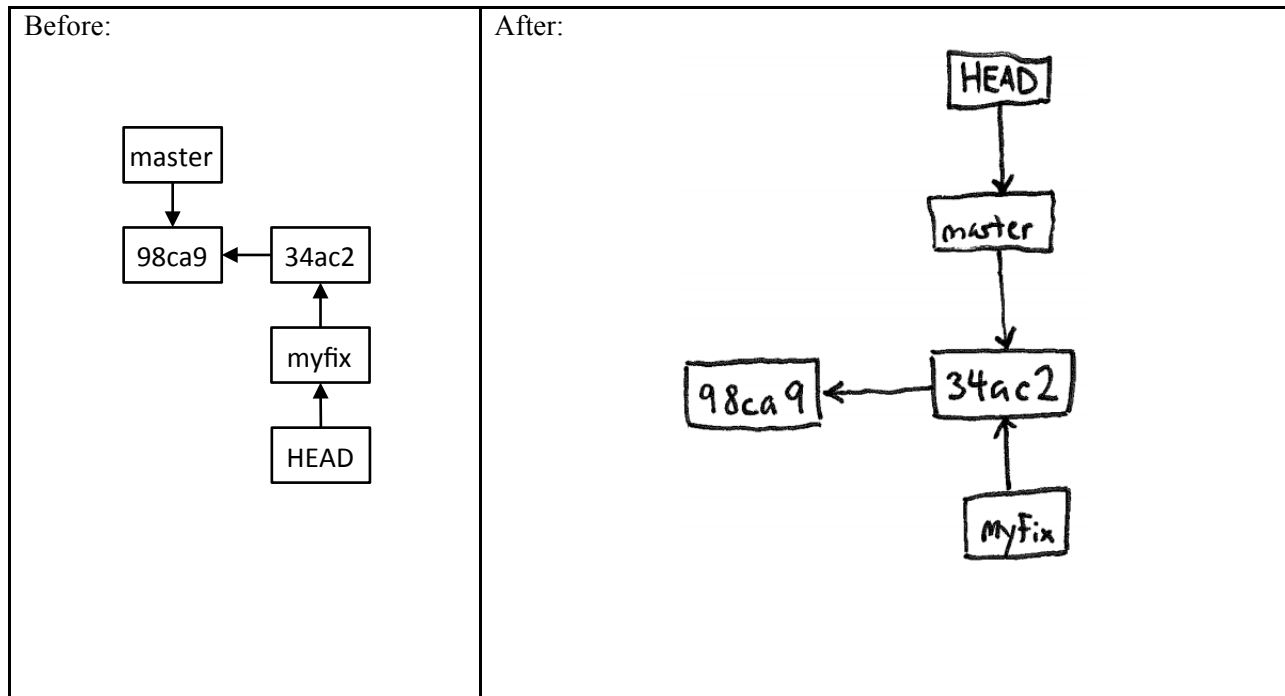 Before:
master
98ca9
34ac2
myfix
HEAD
After:
HEAD
master
98ca9
34ac2
myFix